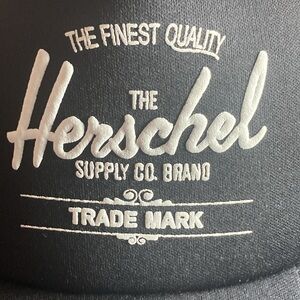 THE FINEST QUALITY
THE
Herschel
SUPPLY CO. BRAND
TRADE MARK